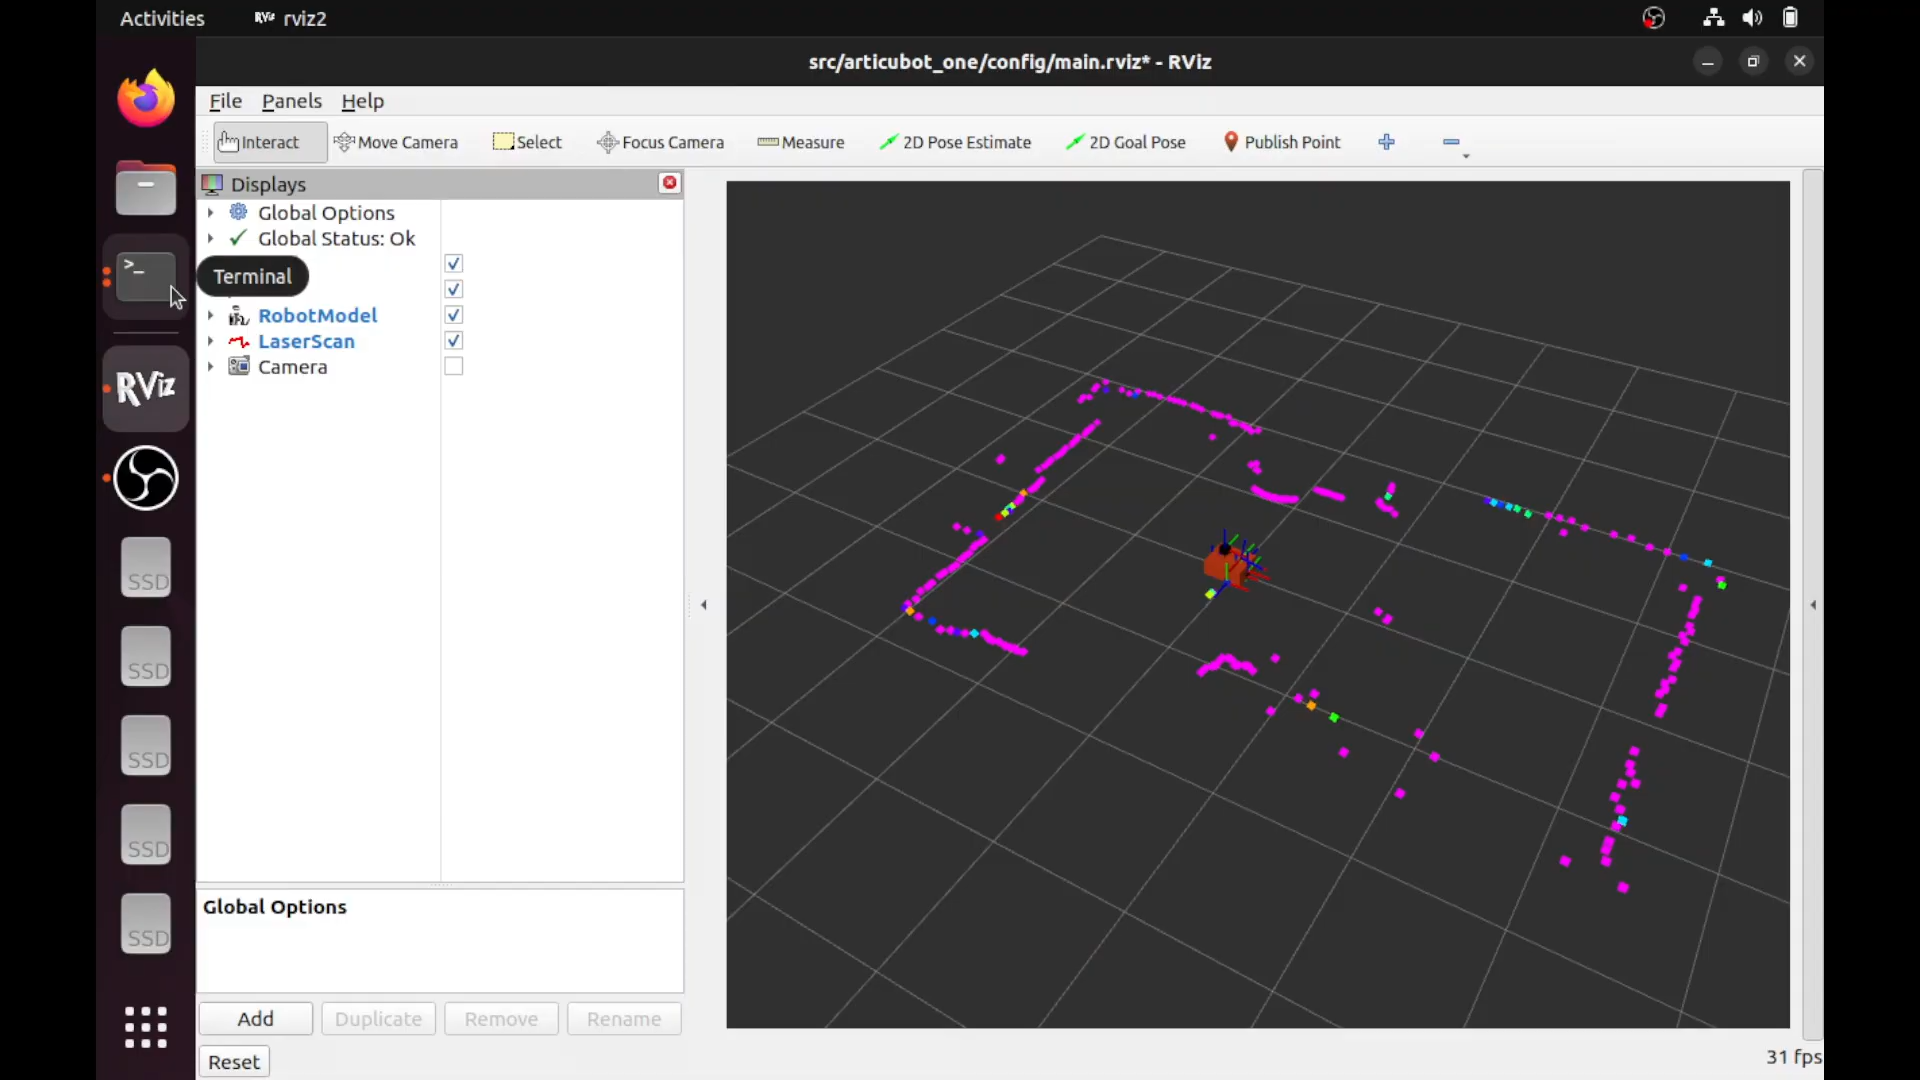 Activities
RViz rviz2
src/articubot_one/config/main.rviz* - RViz
File Panels Help
Interact Move Camera Select Focus Camera Measure 2D Pose Estimate 2D Goal Pose Publish Point
Displays
Global Options
Global Status: Ok
Terminal
RobotModel
LaserScan
Camera
>_
RViz
SSD
SSD
SSD
SSD
SSD
Global Options
Add Duplicate Remove Rename
Reset
31 fps